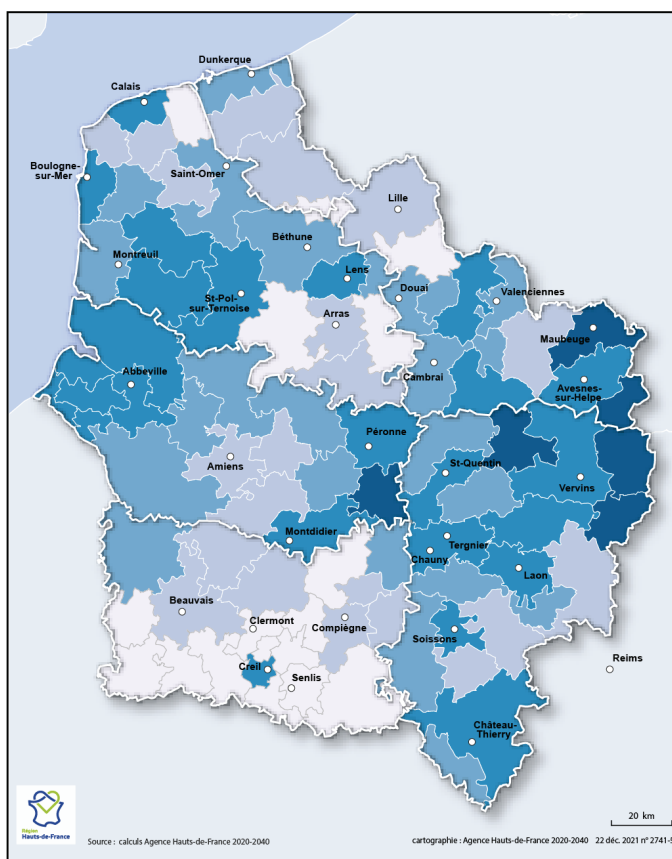 Dunkerque
Calais
Boulogne-
sur-Mer
Saint-Omer
Lille
Béthune
Montreuil
Lens
St-Pol-
sur-Ternoise
Douai
Valenciennes
Arras
Maubeuge
Cambrai
Avesnes-
sur-Helpe
Abbeville
Péronne
Amiens
St-Quentin
Vervins
Montdidier
Tergnier
Chauny
Laon
Beauvais
Clermont
Compiègne
Soissons
Creil
Senlis
Reims
Château-
Thierry
Région
Hauts-de-France
20 km
Source : calculs Agence Hauts-de-France 2020-2040
cartographie : Agence Hauts-de-France 2020-2040 22 déc. 2021 n° 2741-